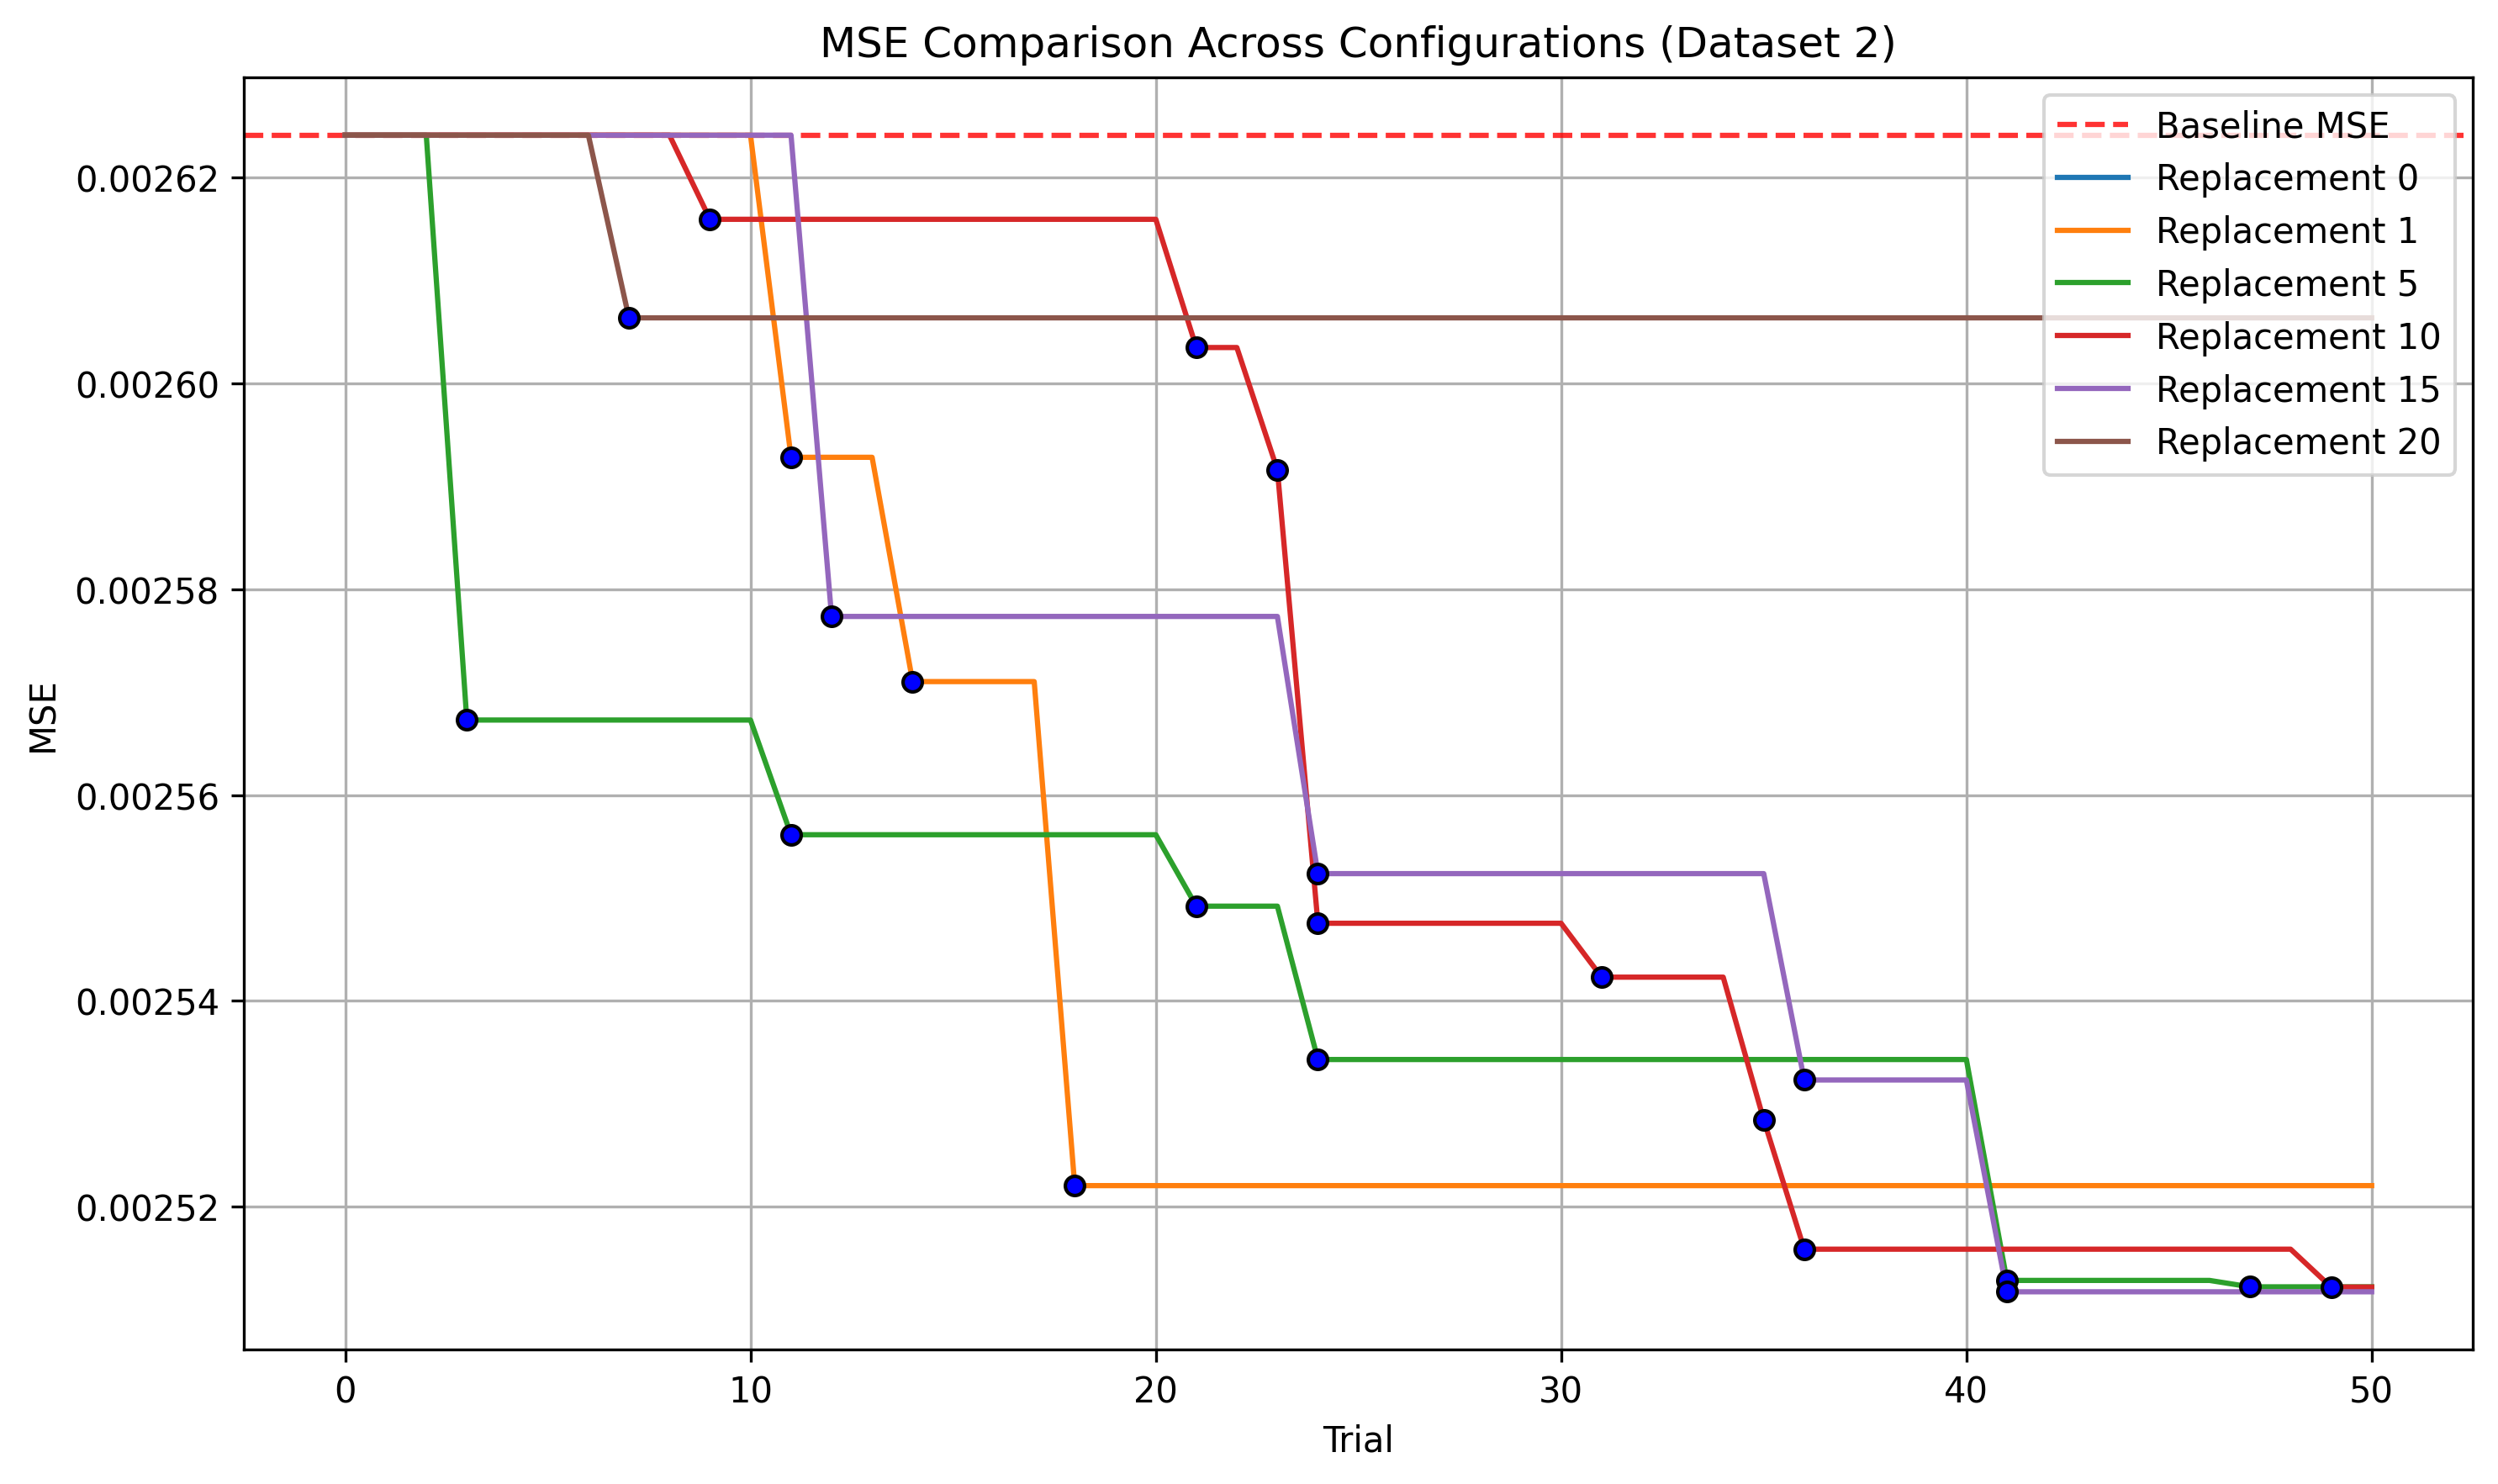 MSE Comparison Across Configurations (Dataset 2)
Baseline MSE
Replacement 0
Replacement 1
Replacement 5
Replacement 10
Replacement 15
Replacement 20
0.00262
0.00260
0.00258
0.00256
0.00254
0.00252
MSE
0
10
20
30
40
50
Trial